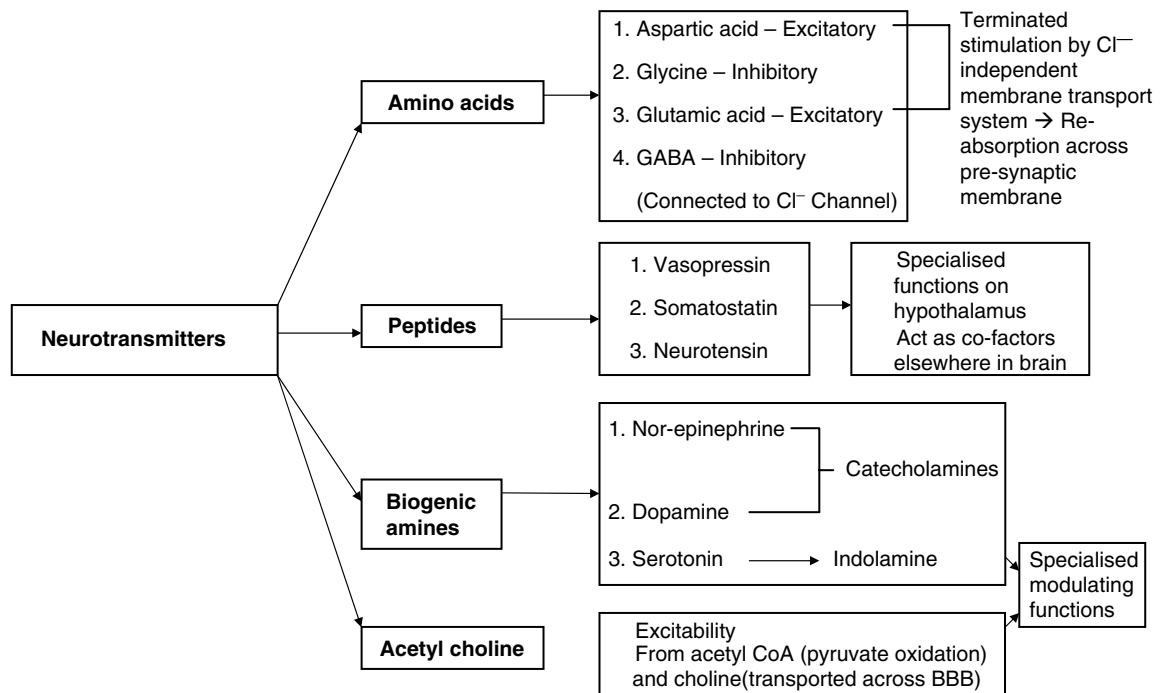 Neurotransmitters
Amino acids
1. Aspartic acid – Excitatory
2. Glycine – Inhibitory
3. Glutamic acid – Excitatory
4. GABA – Inhibitory
(Connected to Cl⁻ Channel)
Terminated
stimulation by Cl⁻
independent
membrane transport
system → Re-
absorption across
pre-synaptic
membrane
Peptides
1. Vasopressin
2. Somatostatin
3. Neurotensin
Specialised
functions on
hypothalamus
Act as co-factors
elsewhere in brain
Biogenic
amines
1. Nor-epinephrine
2. Dopamine
Catecholamines
3. Serotonin
Indolamine
Acetyl choline
Excitability
From acetyl CoA (pyruvate oxidation)
and choline(transported across BBB)
Specialised
modulating
functions